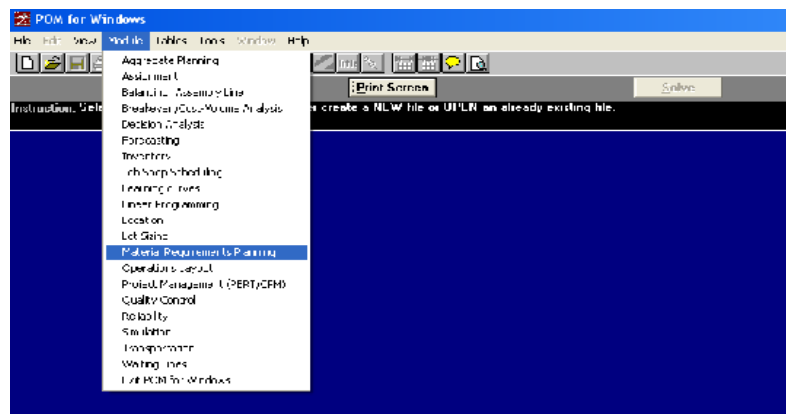 POM for Windows
File Edit View Module Tables Tools Window Help
Print Screen Solve
Instruction: Sele r create a NEW file or OPEN an already existing file.
Aggregate Planning
Assignment
Balancing Assembly Line
Breakeven/Cost-Volume Analysis
Decision Analysis
Forecasting
Inventory
Job Shop Scheduling
Learning Curves
Linear Programming
Location
Lot Sizing
Material Requirements Planning
Operations Layout
Project Management (PERT/CPM)
Quality Control
Reliability
Simulation
Transportation
Waiting Lines
Exit POM for Windows